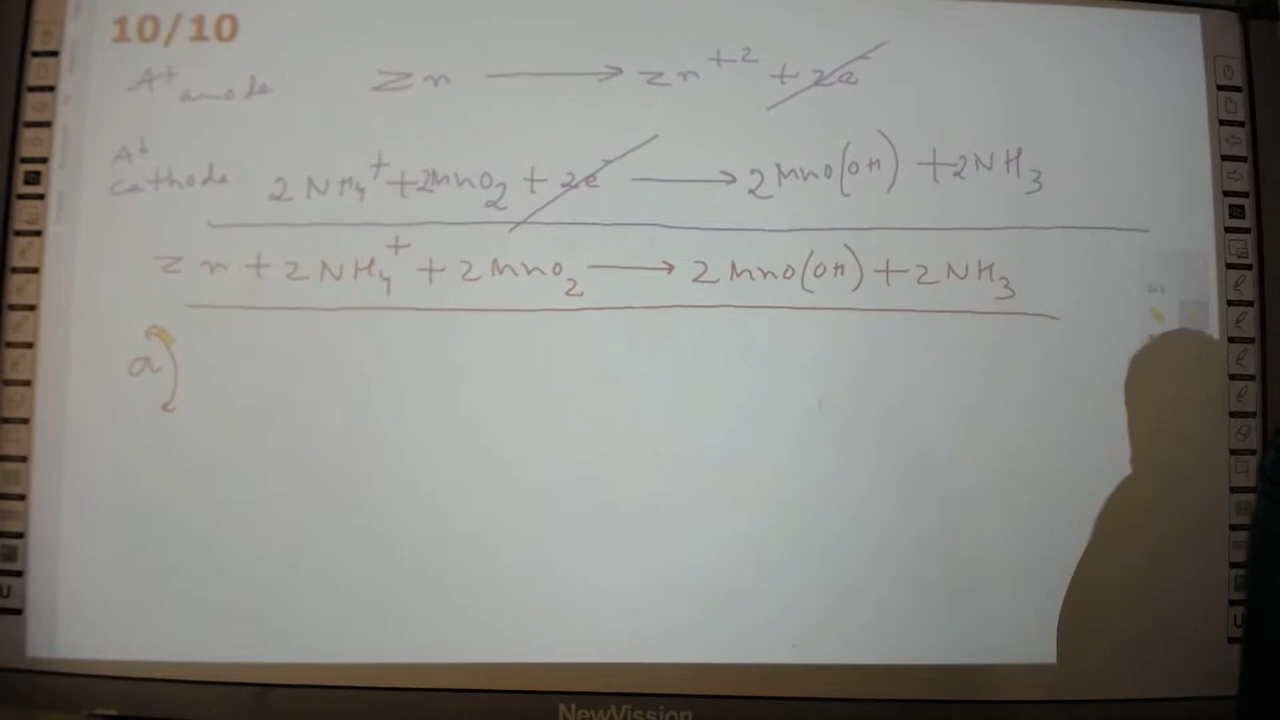 10/10
At anode Zn ⟶ Zn⁺² + 2e⁻
At cathode 2NH₄⁺ + 2MnO₂ + 2e⁻ ⟶ 2MnO(OH) + 2NH₃
Zn + 2NH₄⁺ + 2MnO₂ ⟶ 2MnO(OH) + 2NH₃
a)
NewVission